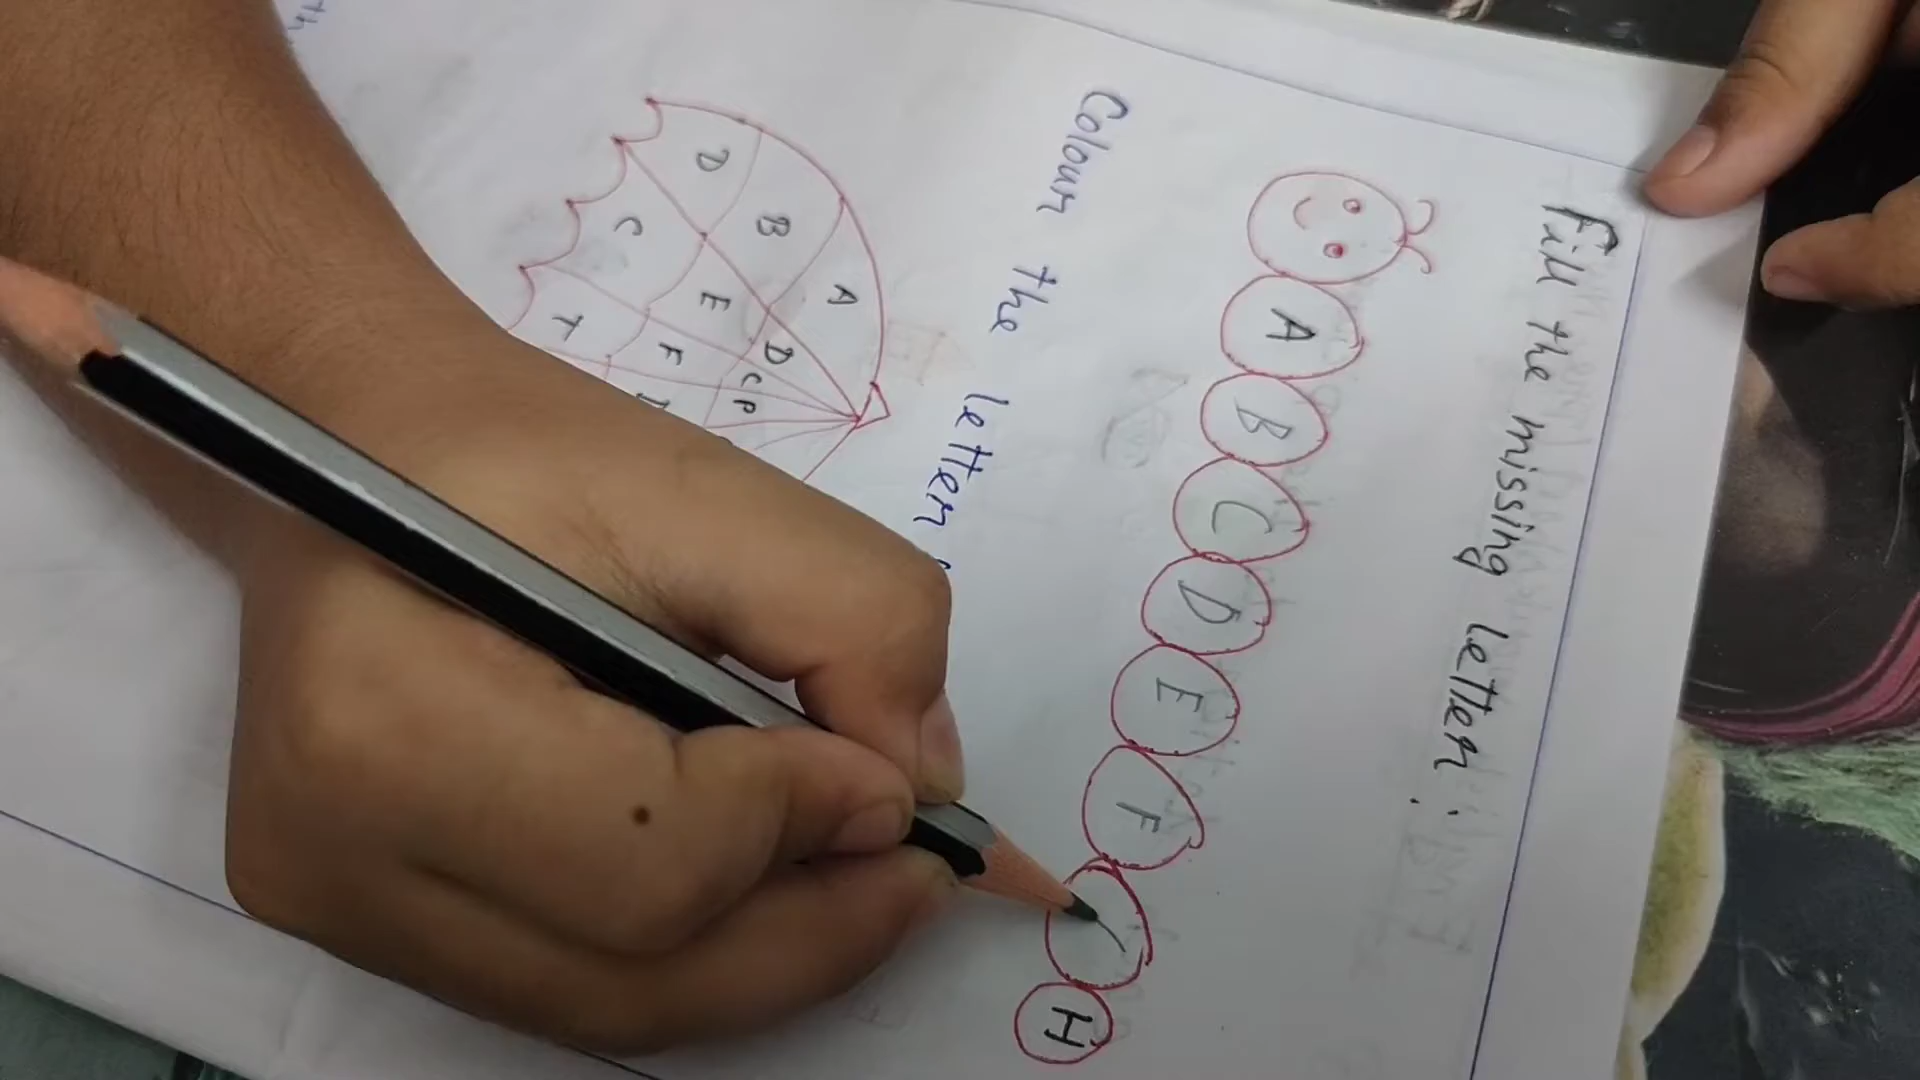 Fill the missing letter.
A B C D E F H
Colour the letter
A
B
D
D
E
C
C
P
F
T